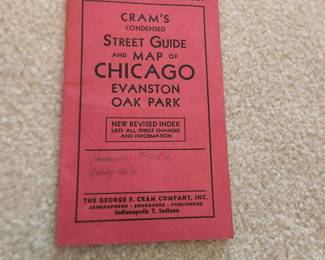 CRAM'S
CONDENSED
STREET GUIDE
AND MAP OF
CHICAGO
EVANSTON
OAK PARK
NEW REVISED INDEX
LISTS ALL STREET CHANGES
AND INFORMATION
THE GEORGE F. CRAM COMPANY, INC.
GEOGRAPHERS - ENGRAVERS - PUBLISHERS
Indianapolis 7, Indiana